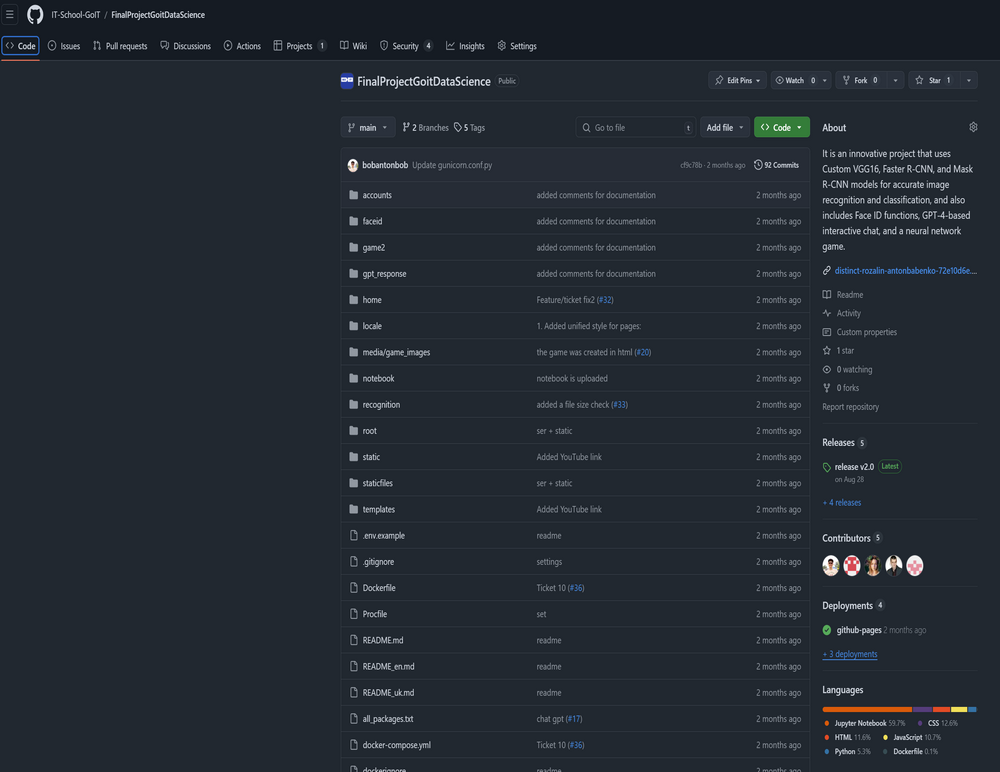 IT-School-GoIT / FinalProjectGoitDataScience
Code Issues Pull requests Discussions Actions Projects 1 Wiki Security 4 Insights Settings
FinalProjectGoitDataScience Public
Edit Pins Watch 0 Fork 0 Star 1
main 2 Branches 5 Tags Go to file t Add file Code
bobantonbob Update gunicorn.conf.py cf9c78b · 2 months ago 92 Commits
accounts added comments for documentation 2 months ago
faceid added comments for documentation 2 months ago
game2 added comments for documentation 2 months ago
gpt_response added comments for documentation 2 months ago
home Feature/ticket fix2 (#32) 2 months ago
locale 1. Added unified style for pages: 2 months ago
media/game_images the game was created in html (#20) 2 months ago
notebook notebook is uploaded 2 months ago
recognition added a file size check (#33) 2 months ago
root ser + static 2 months ago
static Added YouTube link 2 months ago
staticfiles ser + static 2 months ago
templates Added YouTube link 2 months ago
.env.example readme 2 months ago
.gitignore settings 2 months ago
Dockerfile Ticket 10 (#36) 2 months ago
Procfile set 2 months ago
README.md readme 2 months ago
README_en.md readme 2 months ago
README_uk.md readme 2 months ago
all_packages.txt chat gpt (#17) 2 months ago
docker-compose.yml Ticket 10 (#36) 2 months ago
dockerignore readme 2 months ago
About
It is an innovative project that uses
Custom VGG16, Faster R-CNN, and Mask
R-CNN models for accurate image
recognition and classification, and also
includes Face ID functions, GPT-4-based
interactive chat, and a neural network
game.
distinct-rozalin-antonbabenko-72e10d6e....
Readme
Activity
Custom properties
1 star
0 watching
0 forks
Report repository
Releases 5
release v2.0 Latest
on Aug 28
+ 4 releases
Contributors 5
Deployments 4
github-pages 2 months ago
+ 3 deployments
Languages
Jupyter Notebook 59.7% CSS 12.6%
HTML 11.6% JavaScript 10.7%
Python 5.3% Dockerfile 0.1%